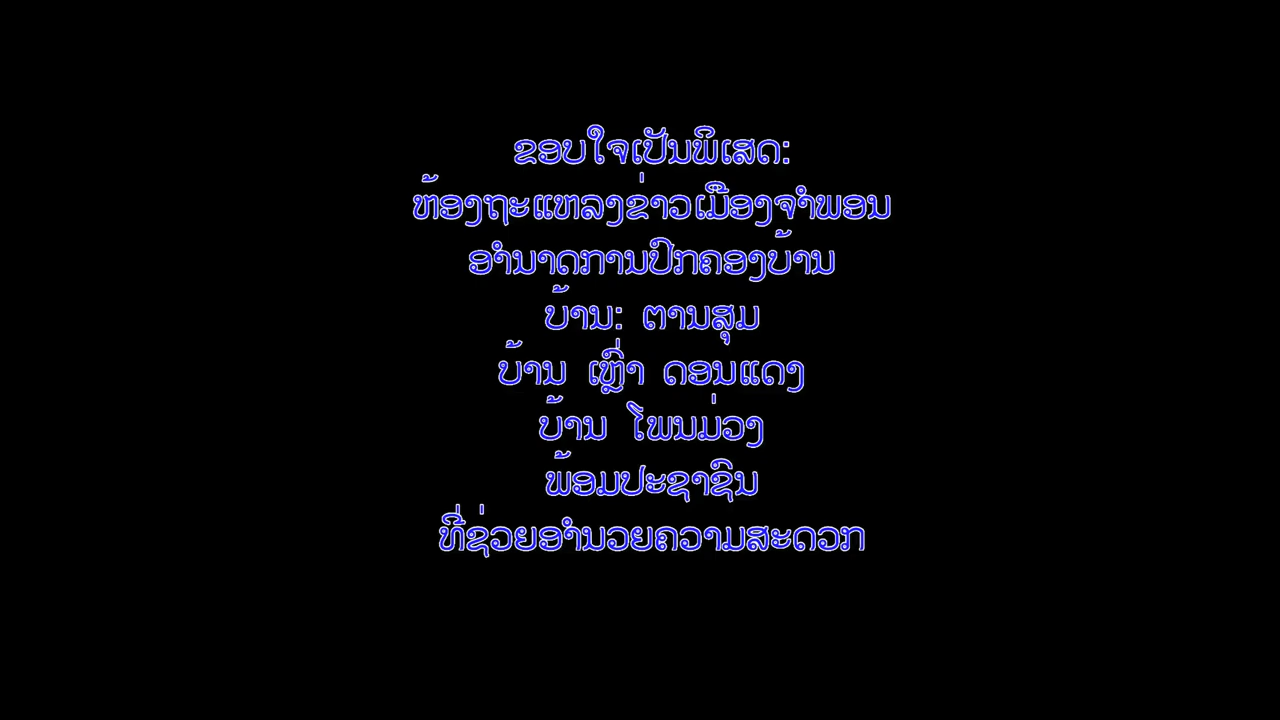 ຂອບໃຈເປັນພິເສດ:
ຫ້ອງຖະແຫລງຂ່າວເມືອງຈຳພອນ
ອຳນາດການປົກຄອງບ້ານ
ບ້ານ: ຕານສຸມ
ບ້ານ ເຫຼົ່າ ດອນແດງ
ບ້ານ ໂພນມ່ວງ
ພ້ອມປະຊາຊົນ
ທີ່ຊ່ວຍອຳນວຍຄວາມສະດວກ